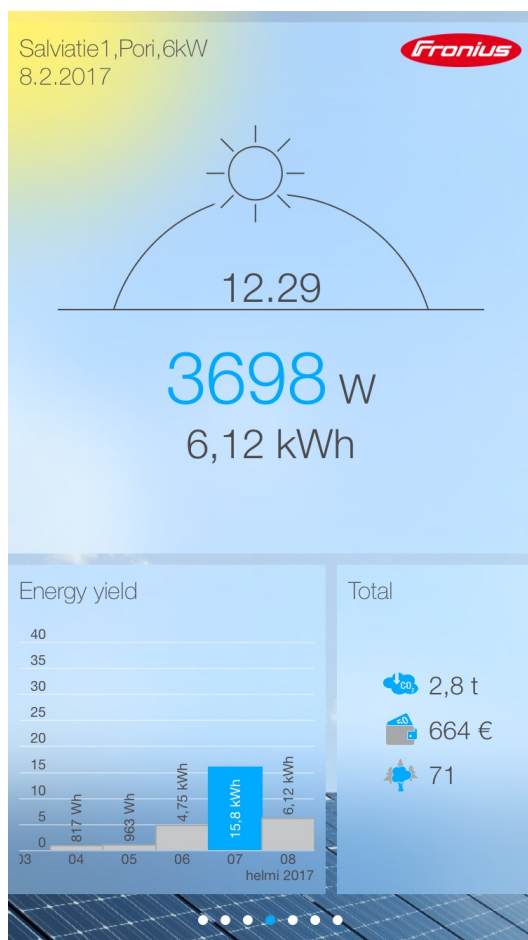 Salviatie1,Pori,6kW
8.2.2017
Fronius
12.29
3698 W
6,12 kWh
Energy yield
40
35
30
25
20
15
10
5
0
817 Wh
963 Wh
4,75 kWh
15,8 kWh
6,12 kWh
03 04 05 06 07 08
helmi 2017
Total
CO2
2,8 t
664 €
71